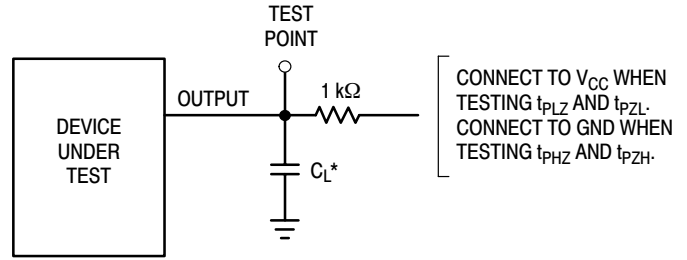 TEST
POINT
DEVICE
UNDER
TEST
OUTPUT
1 kΩ
C_L*
CONNECT TO V_CC WHEN
TESTING t_PLZ AND t_PZL.
CONNECT TO GND WHEN
TESTING t_PHZ AND t_PZH.